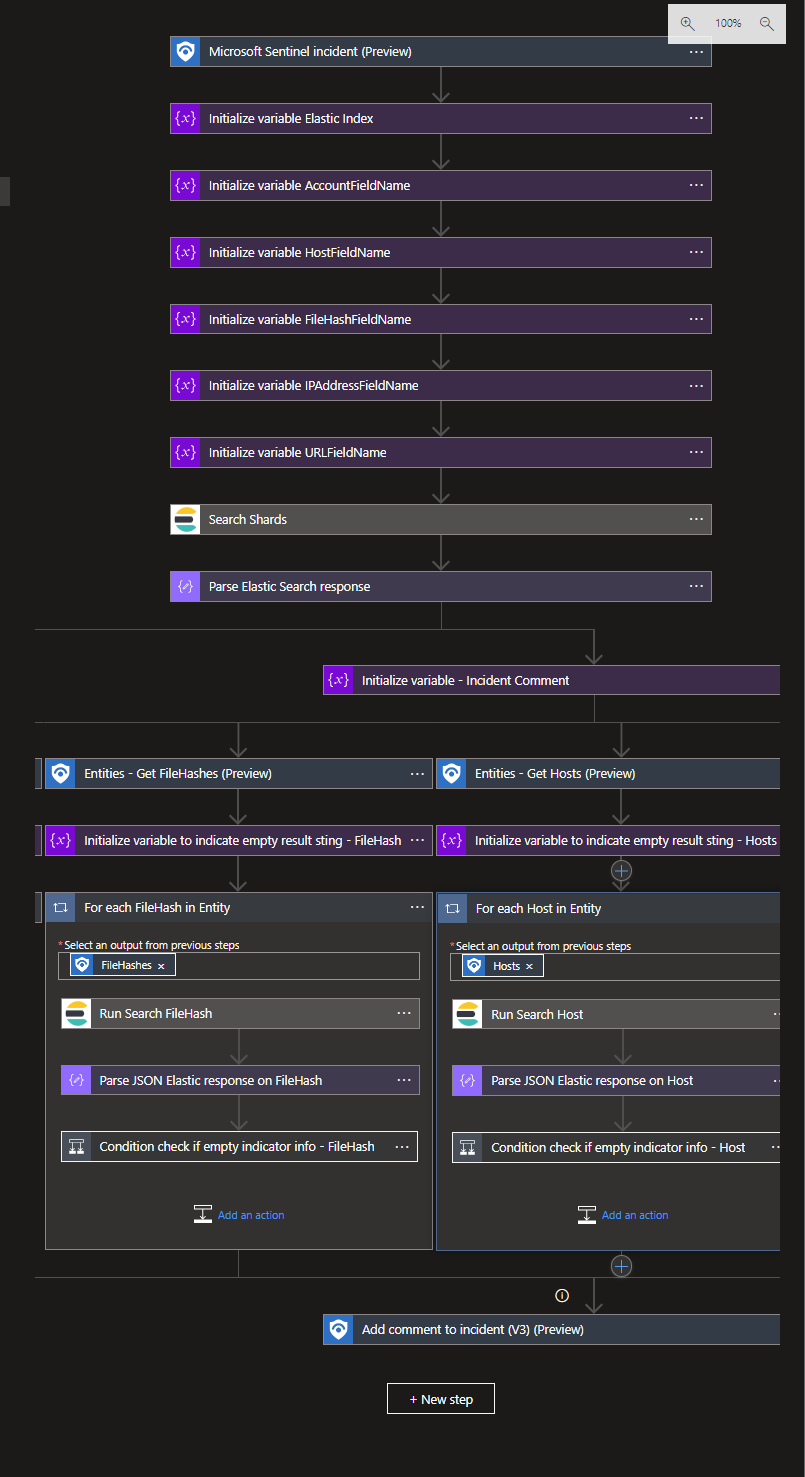 100%
Microsoft Sentinel incident (Preview)
{x} Initialize variable Elastic Index
{x} Initialize variable AccountFieldName
{x} Initialize variable HostFieldName
{x} Initialize variable FileHashFieldName
{x} Initialize variable IPAddressFieldName
{x} Initialize variable URLFieldName
Search Shards
Parse Elastic Search response
{x} Initialize variable - Incident Comment
Entities - Get FileHashes (Preview)
Entities - Get Hosts (Preview)
{x} Initialize variable to indicate empty result sting - FileHash
{x} Initialize variable to indicate empty result sting - Hosts
For each FileHash in Entity
For each Host in Entity
* Select an output from previous steps
* Select an output from previous steps
FileHashes ×
Hosts ×
Run Search FileHash
Run Search Host
Parse JSON Elastic response on FileHash
Parse JSON Elastic response on Host
Condition check if empty indicator info - FileHash
Condition check if empty indicator info - Host
Add an action
Add an action
Add comment to incident (V3) (Preview)
+ New step